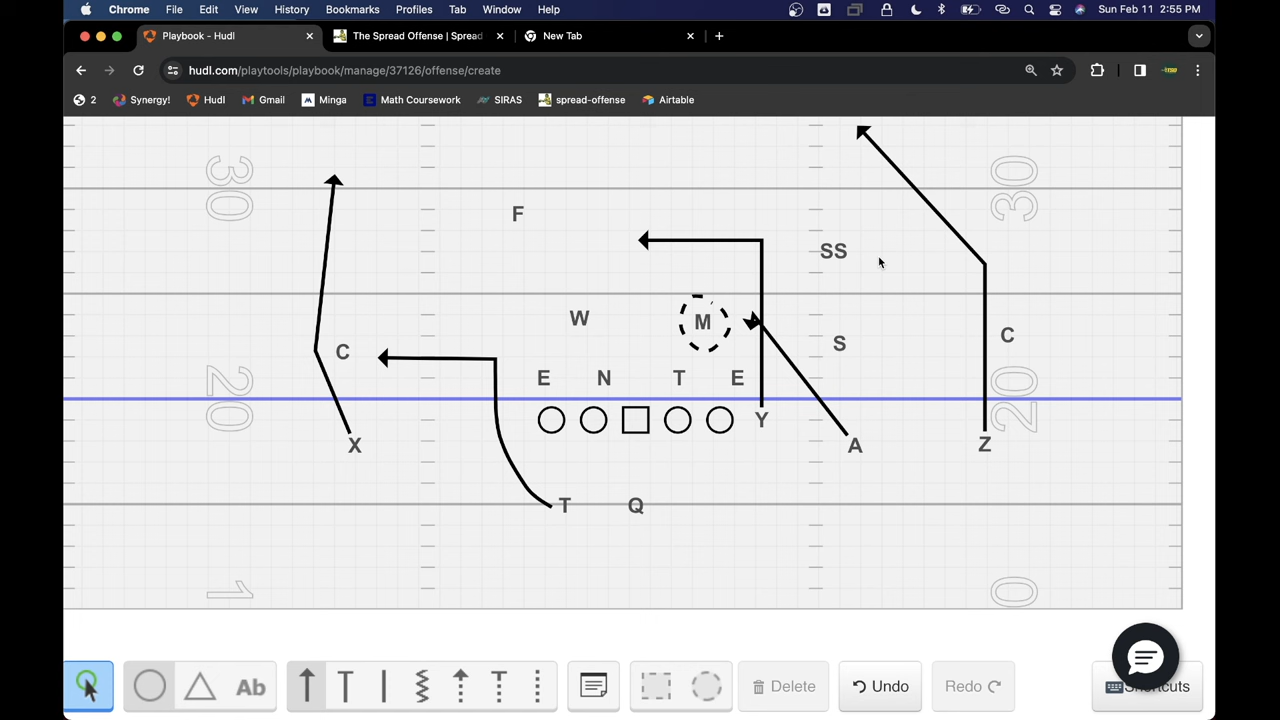 Chrome File Edit View History Bookmarks Profiles Tab Window Help Sun Feb 11 2:55 PM
Playbook - Hudl The Spread Offense | Spread New Tab
hudl.com/playtools/playbook/manage/37126/offense/create
2 Synergy! Hudl Gmail Minga Math Coursework SIRAS spread-offense Airtable
30 30
F
SS
W M
S C
C
E N T E
20 20
Y
X A Z
T Q
1 0
Ab Delete Undo Redo Shortcuts